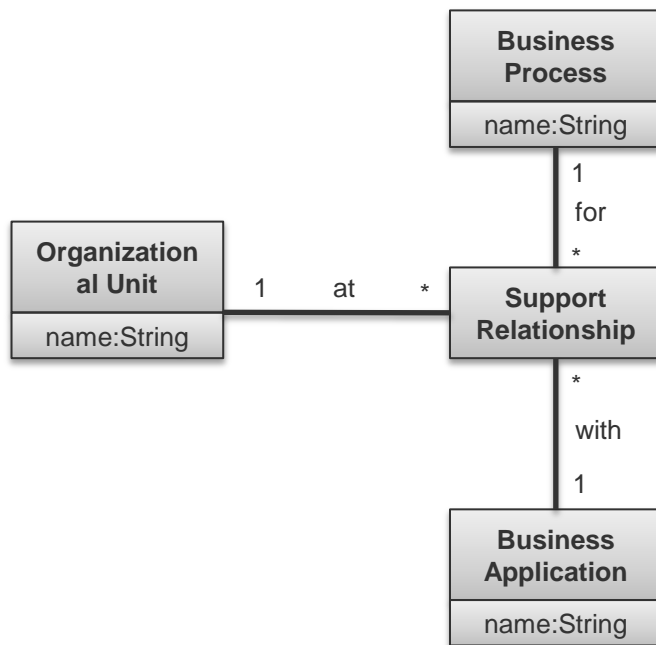 Business
Process
name:String
1
for
*
Organization
al Unit
name:String
1 at *
Support
Relationship
*
with
1
Business
Application
name:String